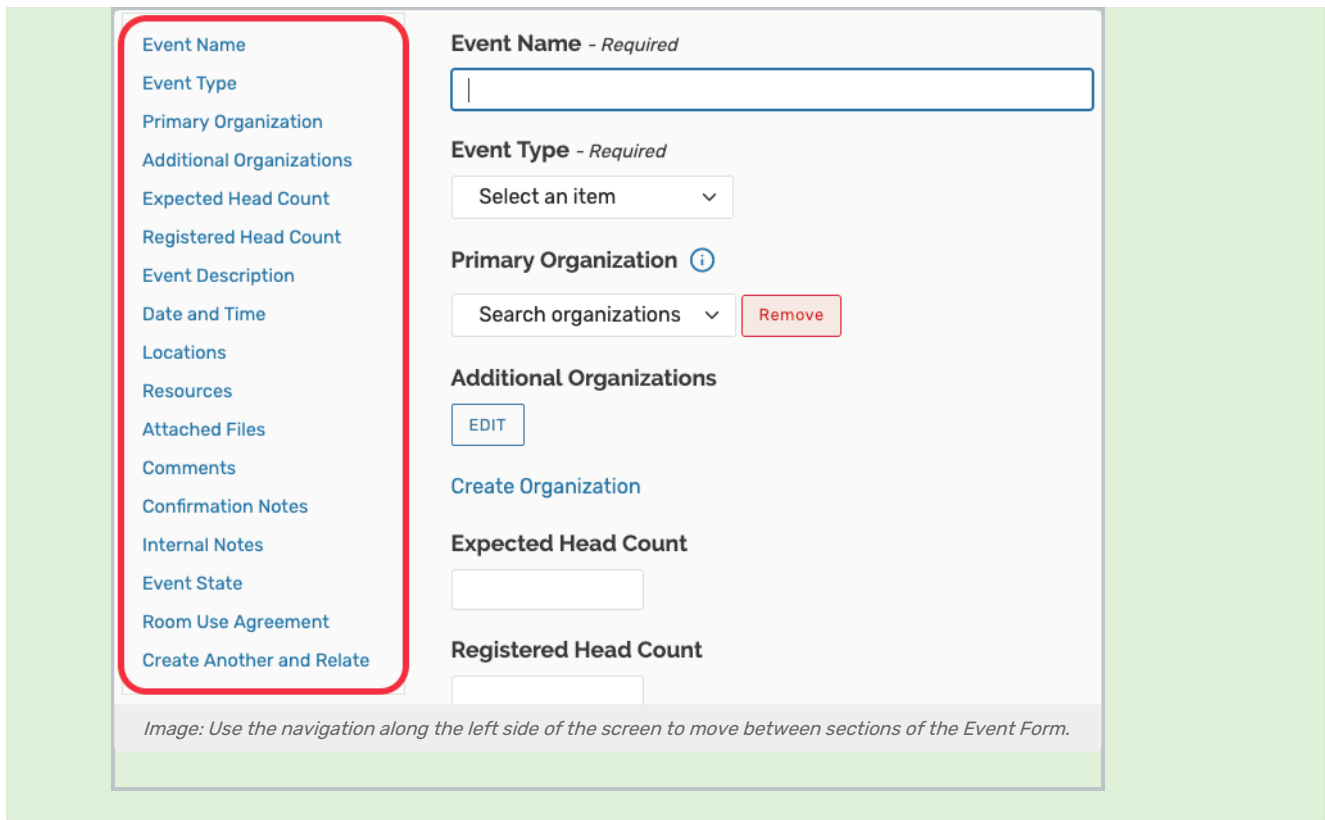 Event Name
Event Type
Primary Organization
Additional Organizations
Expected Head Count
Registered Head Count
Event Description
Date and Time
Locations
Resources
Attached Files
Comments
Confirmation Notes
Internal Notes
Event State
Room Use Agreement
Create Another and Relate
Event Name - Required
Event Type - Required
Select an item
Primary Organization
Search organizations Remove
Additional Organizations
EDIT
Create Organization
Expected Head Count
Registered Head Count
Image: Use the navigation along the left side of the screen to move between sections of the Event Form.